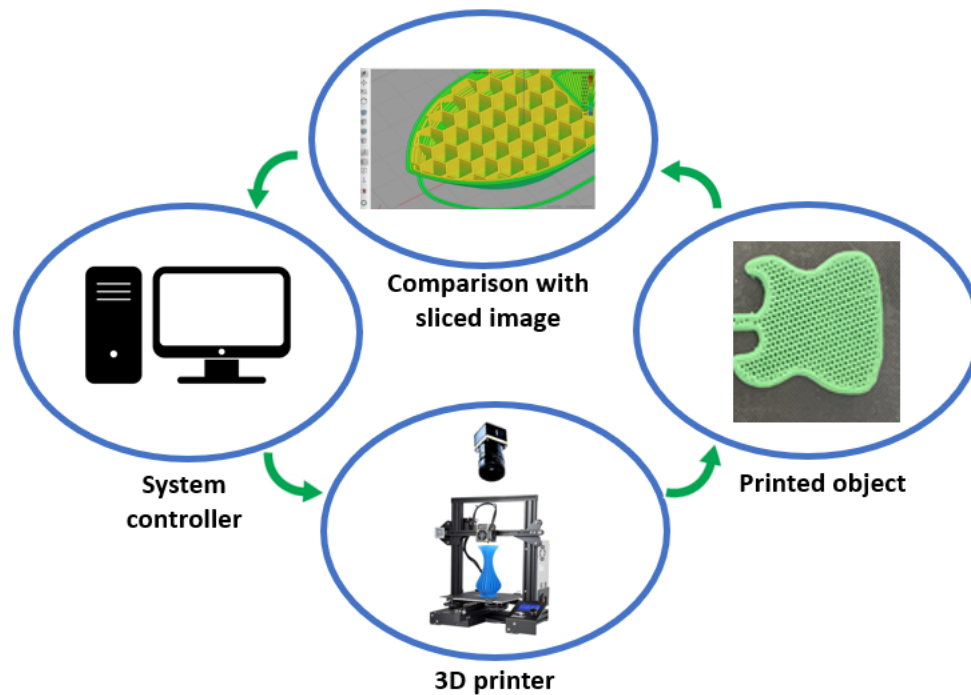 Comparison with
sliced image
System
controller
Printed object
3D printer